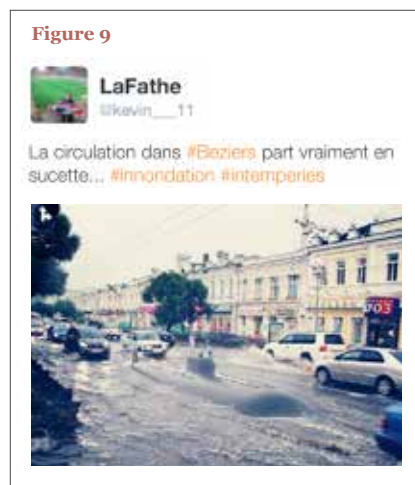 Figure 9
LaFathe
@kevin___11
La circulation dans #Beziers part vraiment en
sucette... #innondation #intemperies